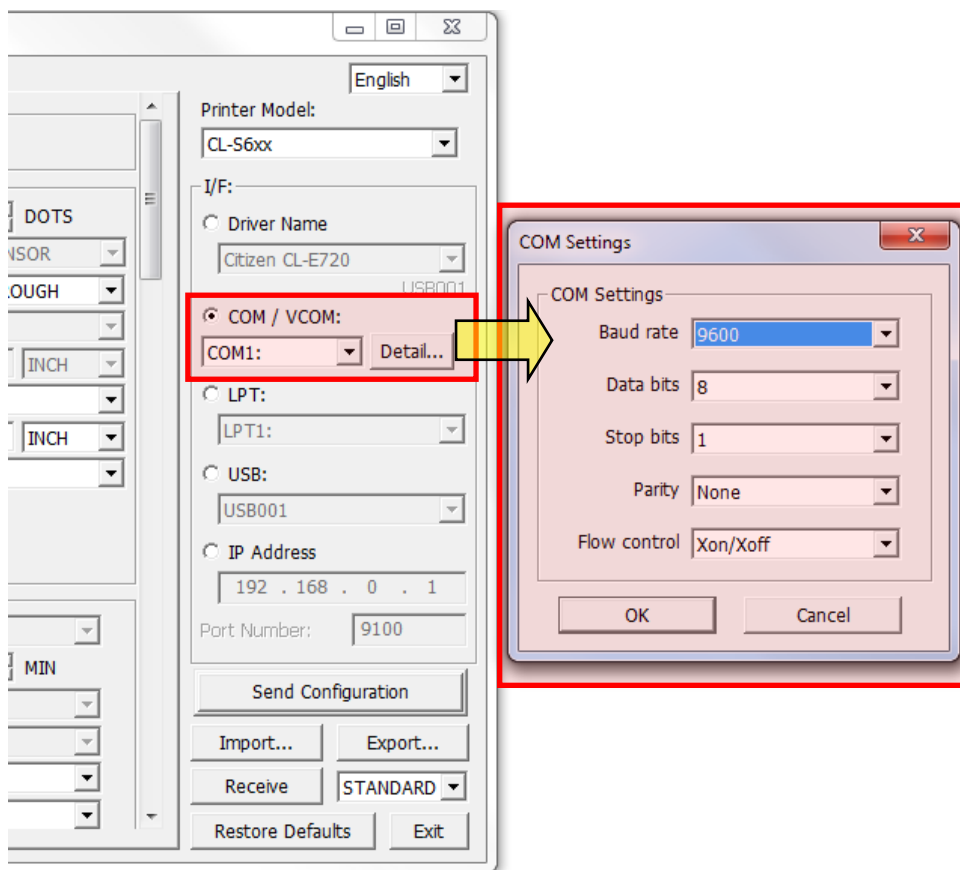 English
Printer Model:
CL-S6xx
I/F:
Driver Name
Citizen CL-E720
USB001
COM / VCOM:
COM1:
Detail...
LPT:
LPT1:
USB:
USB001
IP Address
192 . 168 . 0 . 1
Port Number: 9100
Send Configuration
Import... Export...
Receive STANDARD
Restore Defaults Exit
DOTS
INCH
INCH
MIN
COM Settings
COM Settings
Baud rate 9600
Data bits 8
Stop bits 1
Parity None
Flow control Xon/Xoff
OK Cancel